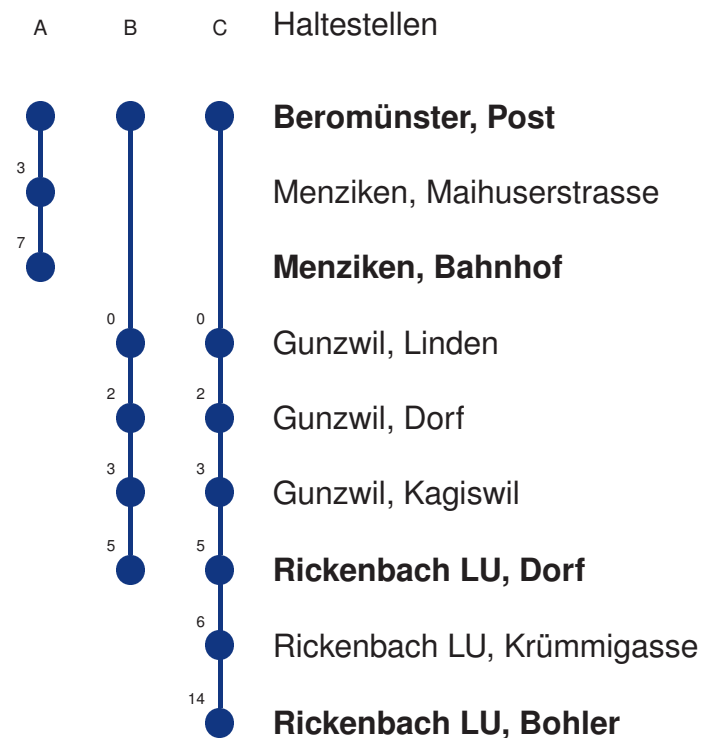 A B C Haltestellen
Beromünster, Post
3 Menziken, Maihuserstrasse
7 Menziken, Bahnhof
0 0 Gunzwil, Linden
2 2 Gunzwil, Dorf
3 3 Gunzwil, Kagiswil
5 5 Rickenbach LU, Dorf
6 Rickenbach LU, Krümmigasse
14 Rickenbach LU, Bohler